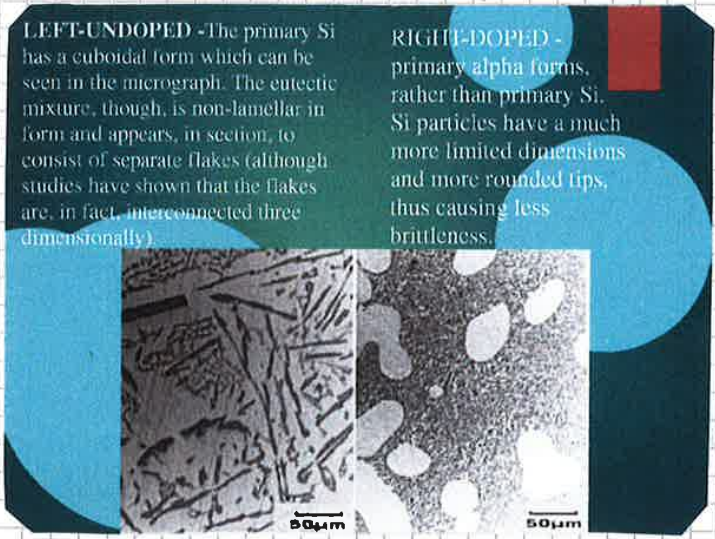 LEFT-UNDOPED -The primary Si
has a cuboidal form which can be
seen in the micrograph. The eutectic
mixture, though, is non-lamellar in
form and appears, in section, to
consist of separate flakes (although
studies have shown that the flakes
are, in fact, interconnected three
dimensionally).
RIGHT-DOPED -
primary alpha forms,
rather than primary Si.
Si particles have a much
more limited dimensions
and more rounded tips,
thus causing less
brittleness.
50µm
50µm